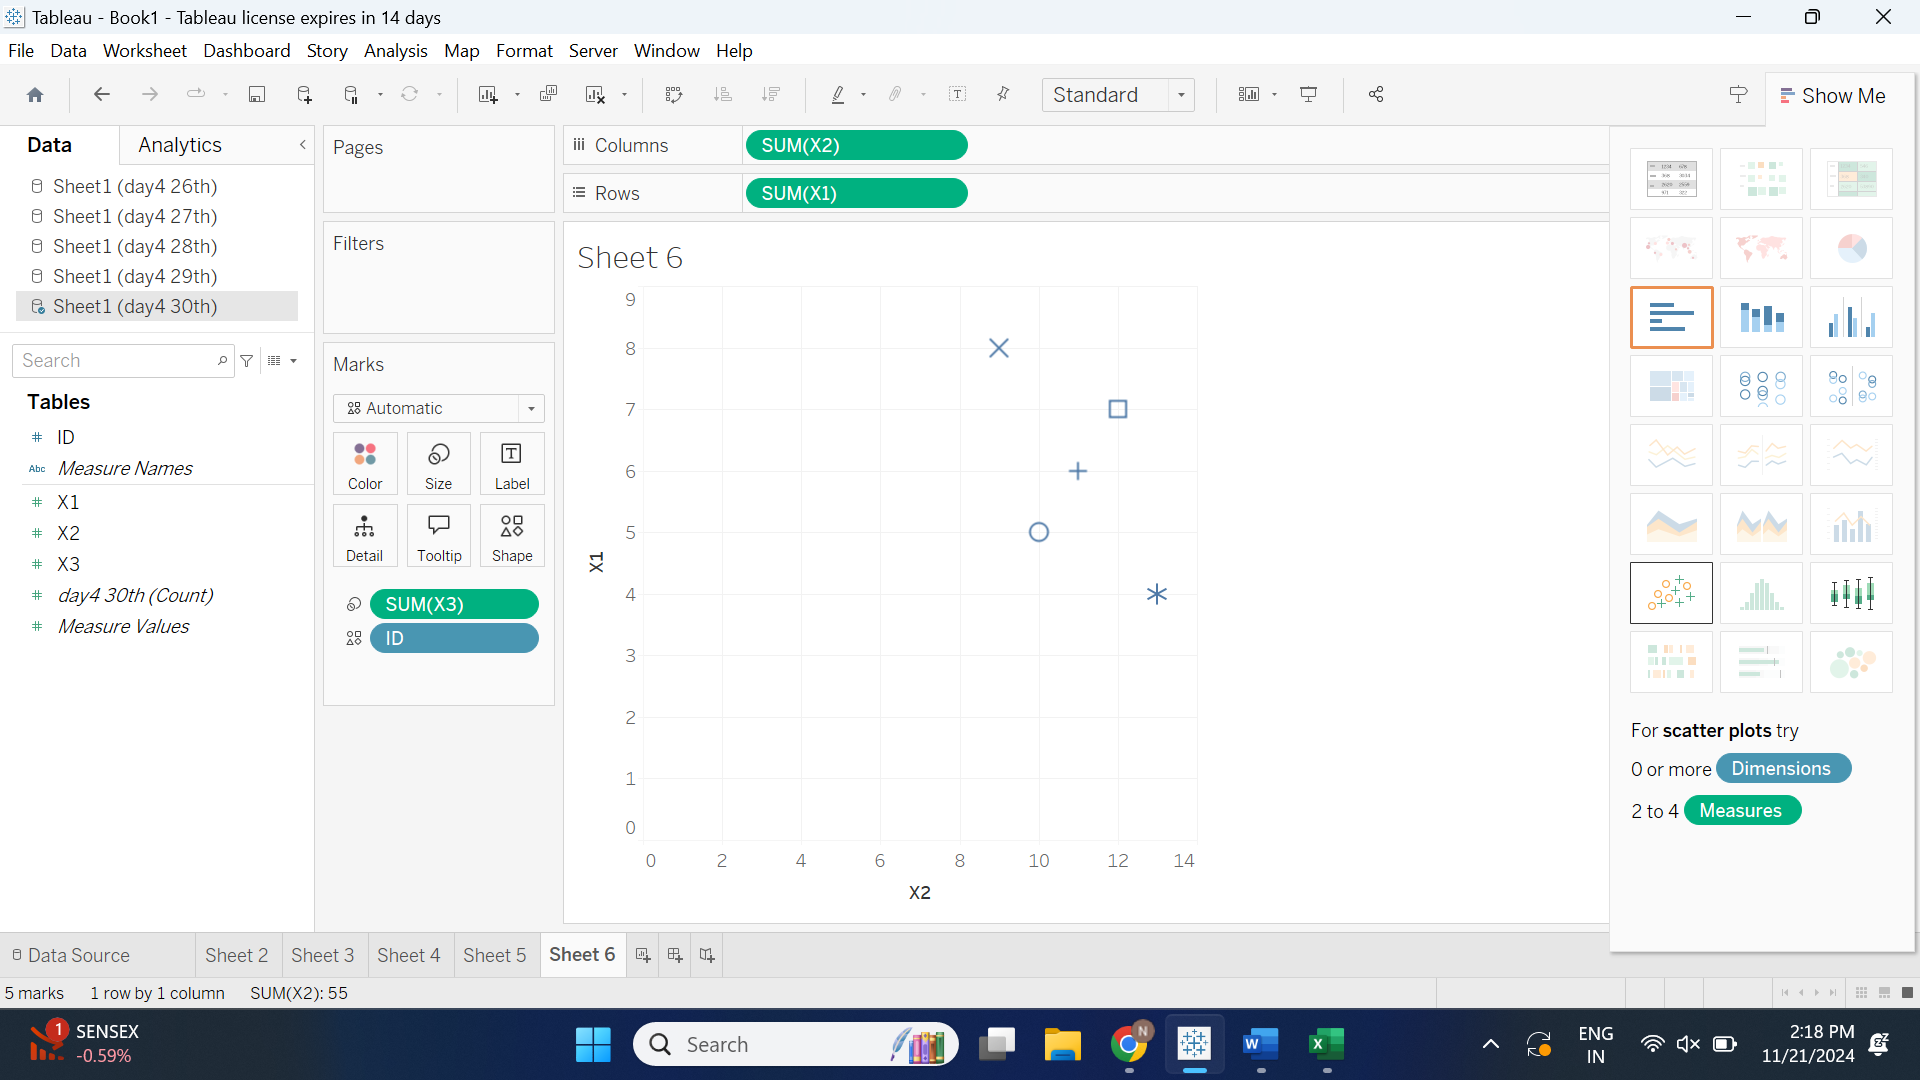 Tableau - Book1 - Tableau license expires in 14 days
File Data Worksheet Dashboard Story Analysis Map Format Server Window Help
Standard
Show Me
Data
Analytics
Sheet1 (day4 26th)
Sheet1 (day4 27th)
Sheet1 (day4 28th)
Sheet1 (day4 29th)
Sheet1 (day4 30th)
Search
Tables
# ID
Abc Measure Names
# X1
# X2
# X3
# day4 30th (Count)
# Measure Values
Pages
Filters
Marks
Automatic
Color
Size
Label
Detail
Tooltip
Shape
SUM(X3)
ID
Columns
SUM(X2)
Rows
SUM(X1)
Sheet 6
9
8
7
6
5
4
3
2
1
0
X1
0 2 4 6 8 10 12 14
X2
For scatter plots try
0 or more Dimensions
2 to 4 Measures
Data Source
Sheet 2
Sheet 3
Sheet 4
Sheet 5
Sheet 6
5 marks
1 row by 1 column
SUM(X2): 55
1
SENSEX
-0.59%
Search
N
W
X
ENG
IN
2:18 PM
11/21/2024